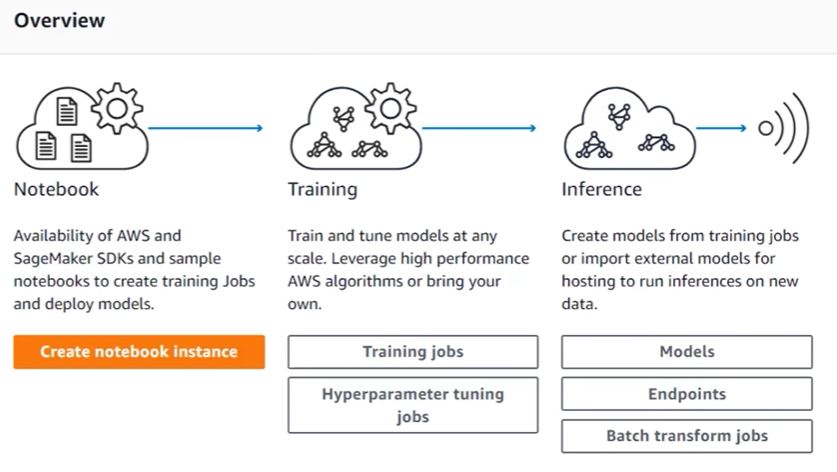 Overview
Notebook
Availability of AWS and
SageMaker SDKs and sample
notebooks to create training Jobs
and deploy models.
Create notebook instance
Training
Train and tune models at any
scale. Leverage high performance
AWS algorithms or bring your
own.
Training jobs
Hyperparameter tuning
jobs
Inference
Create models from training jobs
or import external models for
hosting to run inferences on new
data.
Models
Endpoints
Batch transform jobs